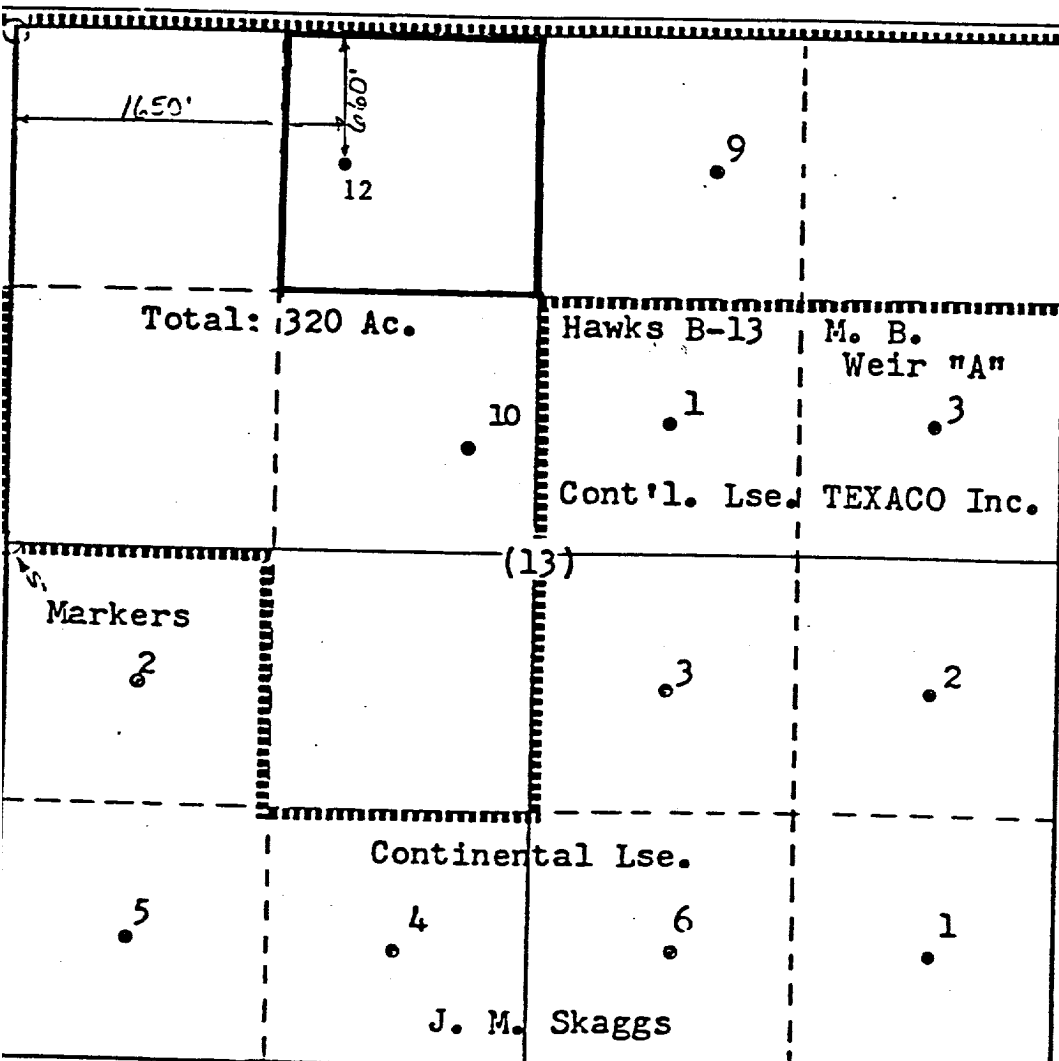 1650'
660'
12
9
Total: 320 Ac.
Hawks B-13
M. B.
Weir "A"
10
1
3
Cont'l. Lse.
TEXACO Inc.
(13)
Markers
2
3
2
Continental Lse.
5
4
6
1
J. M. Skaggs